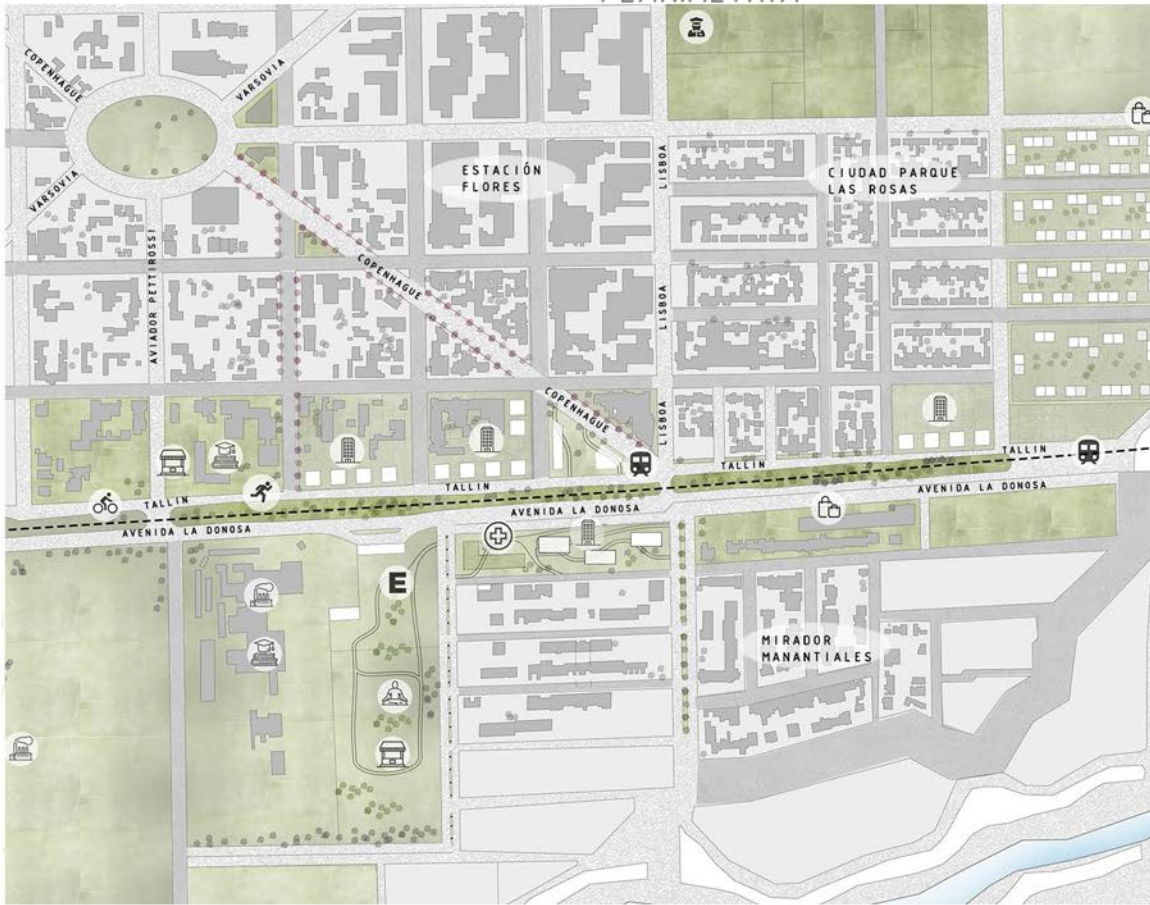 COPENHAGUE
VARSOVIA
VARSOVIA
ESTACIÓN
FLORES
LISBOA
CIUDAD PARQUE
LAS ROSAS
AVIADOR PETTIROSSI
COPENHAGUE
LISBOA
COPENHAGUE
LISBOA
TALLIN
TALLIN
TALLIN
TALLIN
AVENIDA LA DONOSA
AVENIDA LA DONOSA
AVENIDA LA DONOSA
E
MIRADOR
MANANTIALES